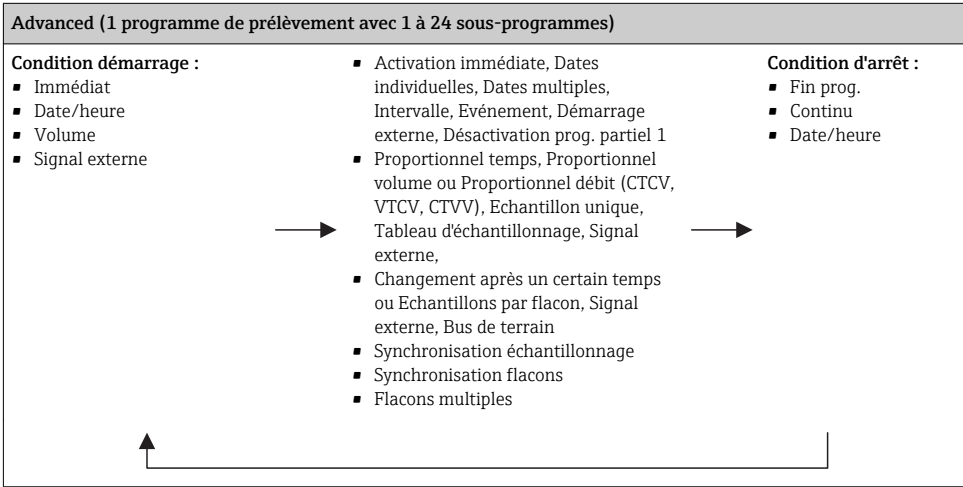 Advanced (1 programme de prélèvement avec 1 à 24 sous-programmes)
Condition démarrage :
▪ Immédiat
▪ Date/heure
▪ Volume
▪ Signal externe
▪ Activation immédiate, Dates
individuelles, Dates multiples,
Intervalle, Evénement, Démarrage
externe, Désactivation prog. partiel 1
▪ Proportionnel temps, Proportionnel
volume ou Proportionnel débit (CTCV,
VTCV, CTVV), Echantillon unique,
Tableau d'échantillonnage, Signal
externe,
▪ Changement après un certain temps
ou Echantillons par flacon, Signal
externe, Bus de terrain
▪ Synchronisation échantillonnage
▪ Synchronisation flacons
▪ Flacons multiples
Condition d'arrêt :
▪ Fin prog.
▪ Continu
▪ Date/heure